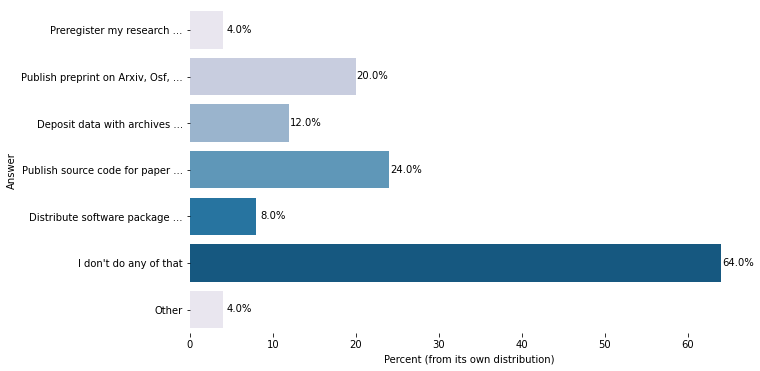 Preregister my research ...
4.0%
Publish preprint on Arxiv, Osf, ...
20.0%
Deposit data with archives ...
12.0%
Answer
Publish source code for paper ...
24.0%
Distribute software package ...
8.0%
I don't do any of that
64.0%
Other
4.0%
0 10 20 30 40 50 60
Percent (from its own distribution)